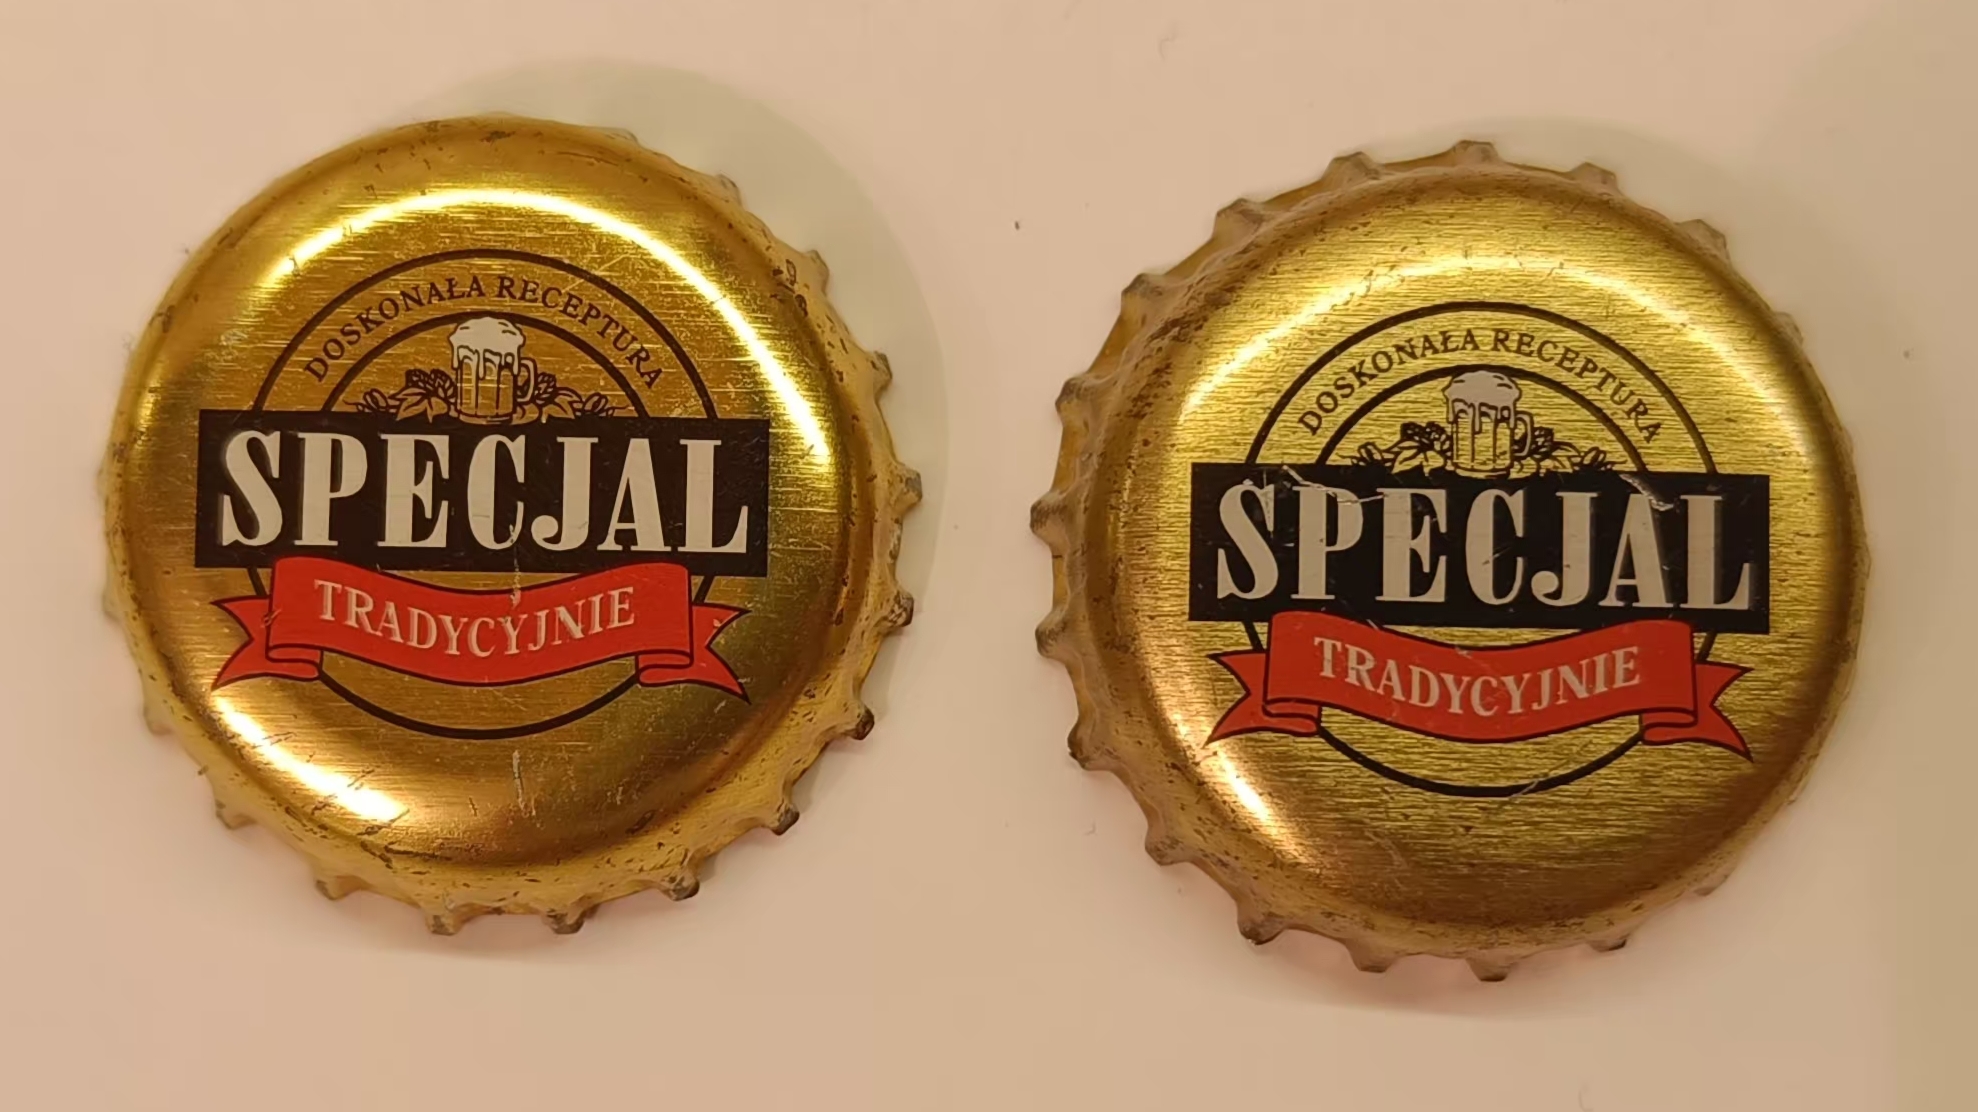 DOSKONAŁA RECEPTURA
SPECJAL
TRADYCYJNIE
DOSKONAŁA RECEPTURA
SPECJAL
TRADYCYJNIE